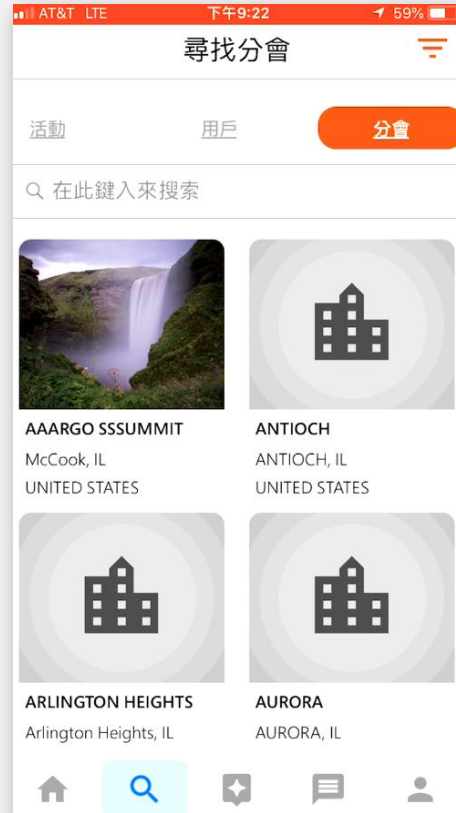 AT&T LTE 下午9:22 59%
尋找分會
活動 用戶 分會
在此鍵入來搜索
AAARGO SSSUMMIT
McCook, IL
UNITED STATES
ANTIOCH
ANTIOCH, IL
UNITED STATES
ARLINGTON HEIGHTS
Arlington Heights, IL
AURORA
AURORA, IL